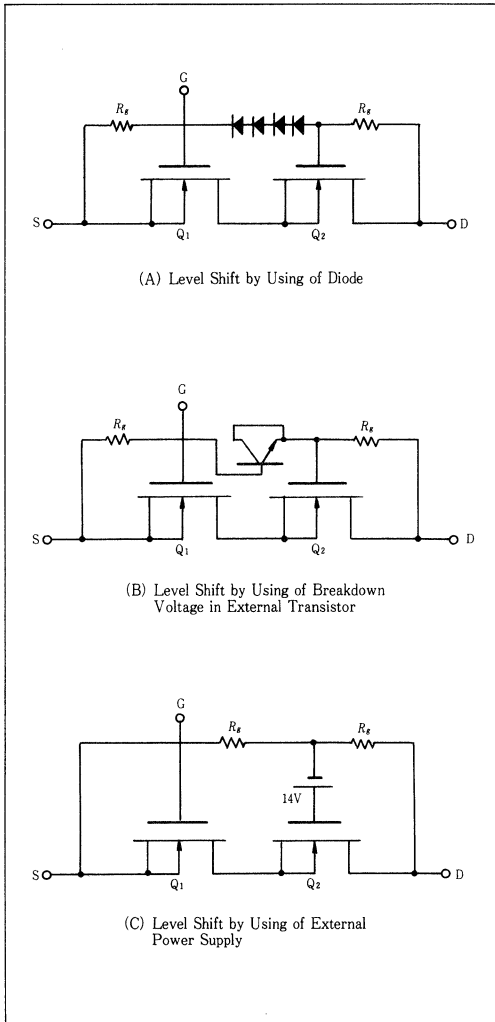 G
Rg
Rg
S
Q1
Q2
D
(A) Level Shift by Using of Diode
G
Rg
Rg
S
Q1
Q2
D
(B) Level Shift by Using of Breakdown
Voltage in External Transistor
G
Rg
Rg
14V
S
Q1
Q2
D
(C) Level Shift by Using of External
Power Supply